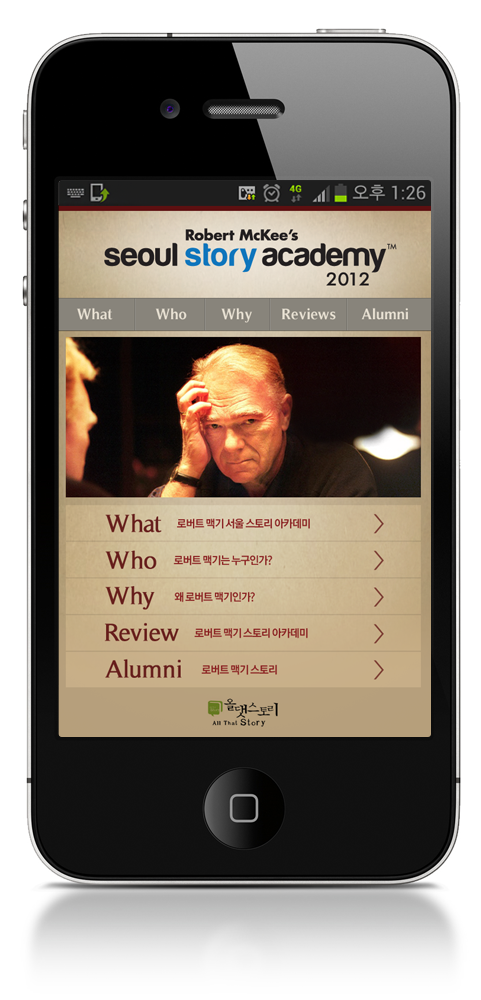 4G 오후 1:26
Robert McKee's
seoul story academy™
2012
What Who Why Reviews Alumni
What 로버트 맥기 서울 스토리 아카데미
Who 로버트 맥기는 누구인가?
Why 왜 로버트 맥기인가?
Review 로버트 맥기 스토리 아카데미
Alumni 로버트 맥기 스토리
올댓스토리
All That Story